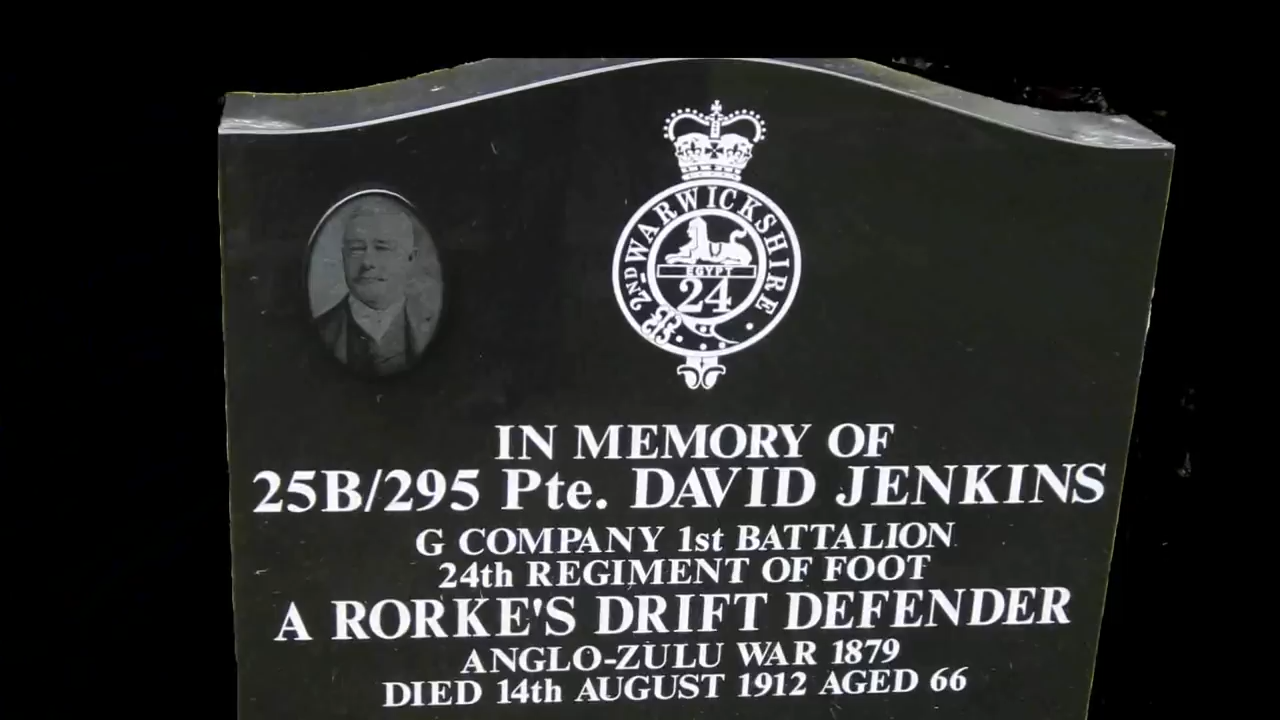 2ND WARWICKSHIRE
EGYPT
24
IN MEMORY OF
25B/295 Pte. DAVID JENKINS
G COMPANY 1st BATTALION
24th REGIMENT OF FOOT
A RORKE'S DRIFT DEFENDER
ANGLO-ZULU WAR 1879
DIED 14th AUGUST 1912 AGED 66